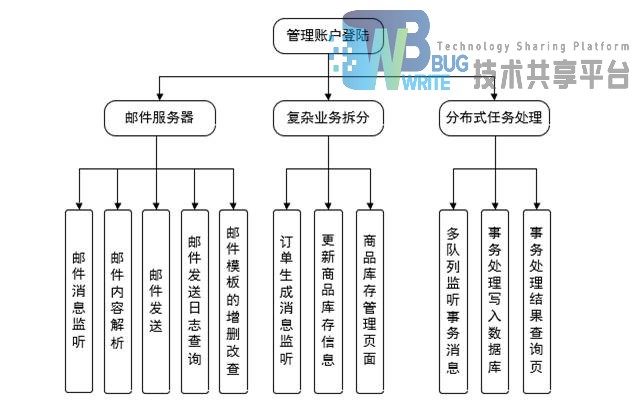 管理账户登陆
WB
BUG
WRITE
Technology Sharing Platform
技术共享平台
邮件服务器
复杂业务拆分
分布式任务处理
邮件消息监听
邮件内容解析
邮件发送
邮件发送日志查询
邮件模板的增删改查
订单生成消息监听
更新商品库存信息
商品库存管理页面
多队列监听事务消息
事务处理写入数据库
事务处理结果查询页